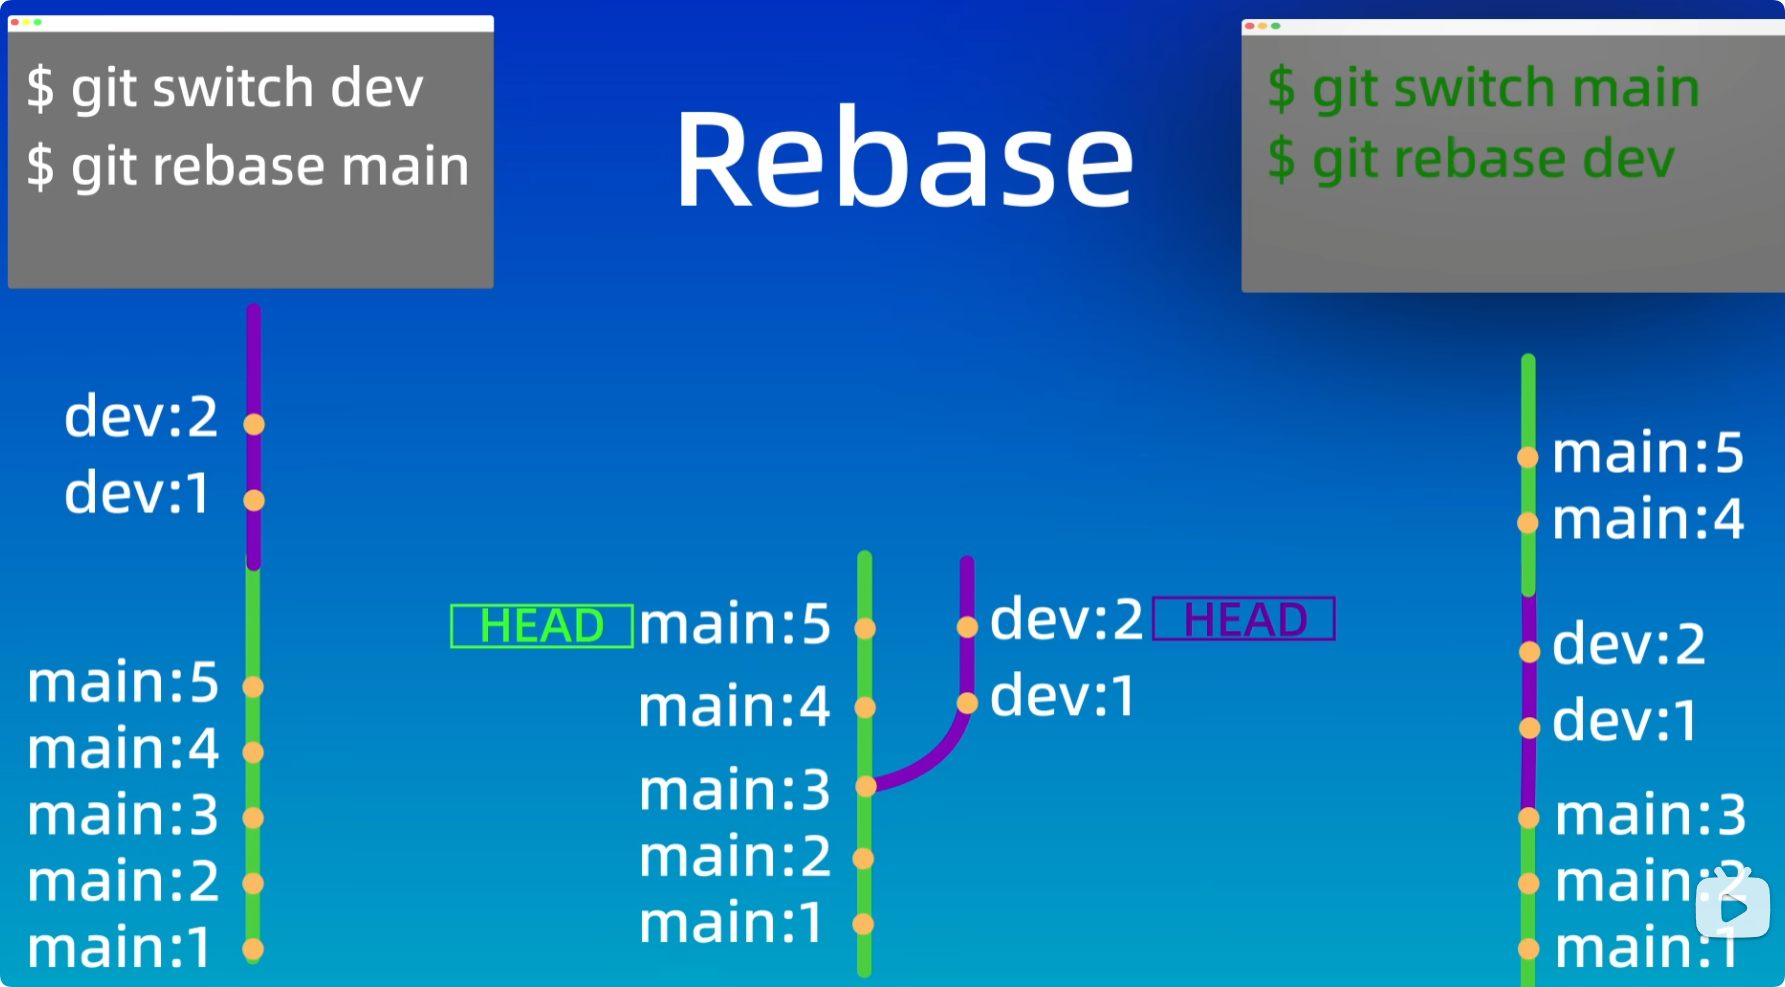 $ git switch dev
$ git rebase main
Rebase
$ git switch main
$ git rebase dev
dev:2
dev:1
main:5
main:4
main:3
main:2
main:1
HEAD main:5
main:4
main:3
main:2
main:1
dev:2 HEAD
dev:1
main:5
main:4
dev:2
dev:1
main:3
main:2
main:1